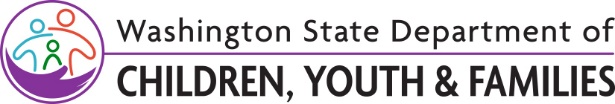 Washington State Department of
CHILDREN, YOUTH & FAMILIES